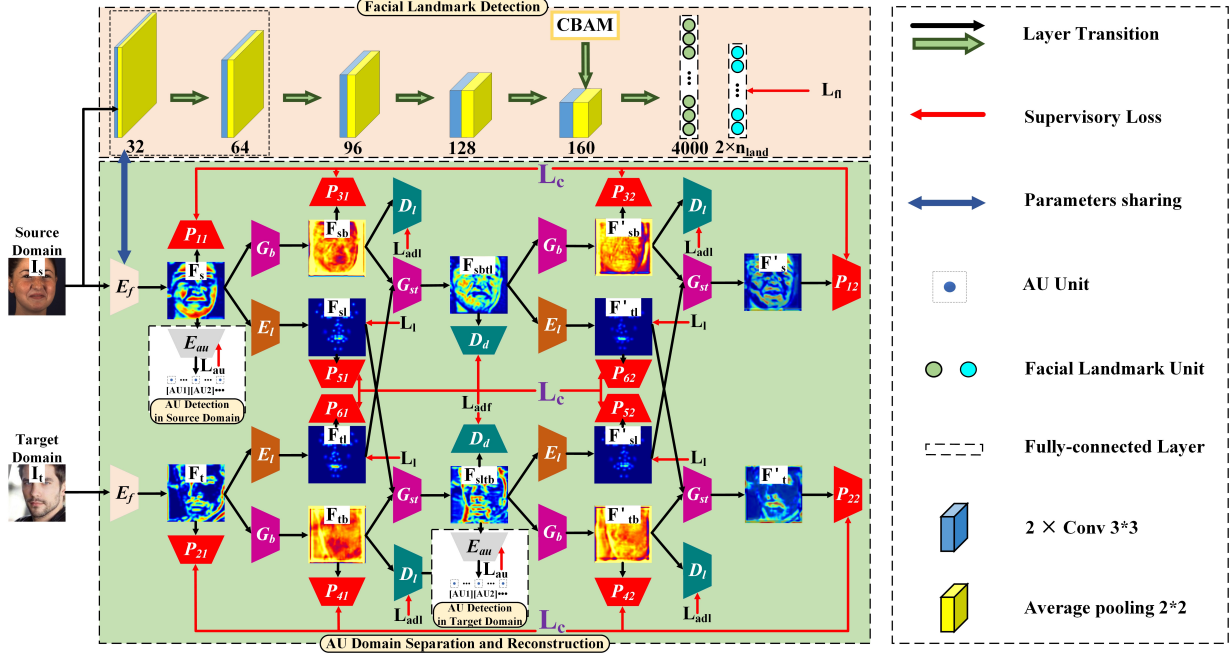 Facial Landmark Detection
CBAM
L_fl
32
64
96
128
160
4000
2×n_land
L_c
P_31
P_32
P_11
D_l
D_l
Source
Domain
I_s
E_f
F_s
G_b
F_sb
L_adl
G_st
F_sbtl
G_b
F'_sb
L_adl
G_st
F'_s
P_12
E_au
L_au
[AU1][AU2]•••
AU Detection
in Source Domain
E_l
F_sl
L_l
D_d
E_l
F'_tl
L_l
P_51
P_62
L_c
L_adf
P_61
P_52
Target
Domain
I_t
E_f
F_t
E_l
F_tl
L_l
D_d
E_l
F'_sl
L_l
G_st
F_sltb
G_st
F'_t
P_22
P_21
G_b
F_tb
E_au
L_au
[AU1][AU2]•••
AU Detection
in Target Domain
G_b
F'_tb
P_41
D_l
L_adl
P_42
D_l
L_adl
L_c
AU Domain Separation and Reconstruction
Layer Transition
Supervisory Loss
Parameters sharing
AU Unit
Facial Landmark Unit
Fully-connected Layer
2 × Conv 3*3
Average pooling 2*2